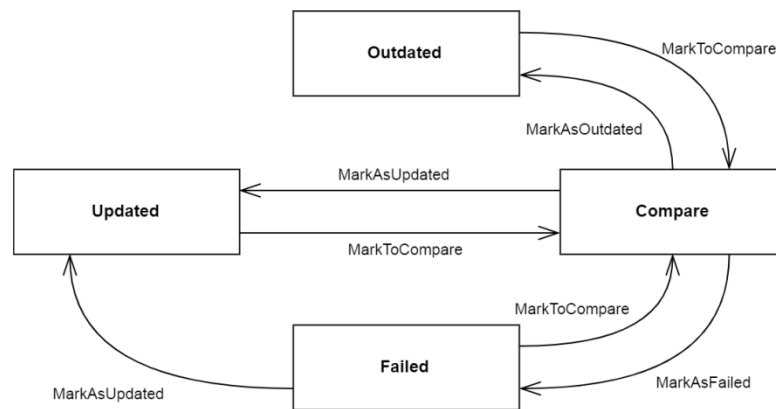 Outdated
MarkToCompare
MarkAsOutdated
MarkAsUpdated
Updated
Compare
MarkToCompare
MarkToCompare
Failed
MarkAsUpdated
MarkAsFailed